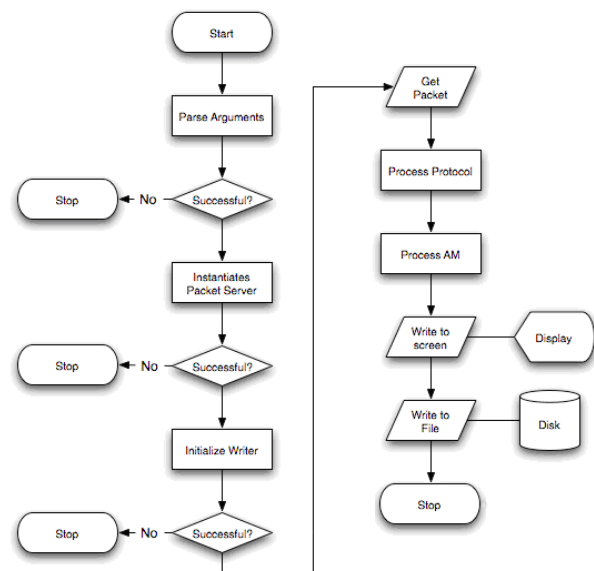 Start
Parse Arguments
Successful?
No
Stop
Instantiates
Packet Server
Successful?
No
Stop
Initialize Writer
Successful?
No
Stop
Get
Packet
Process Protocol
Process AM
Write to
screen
Display
Write to
File
Disk
Stop